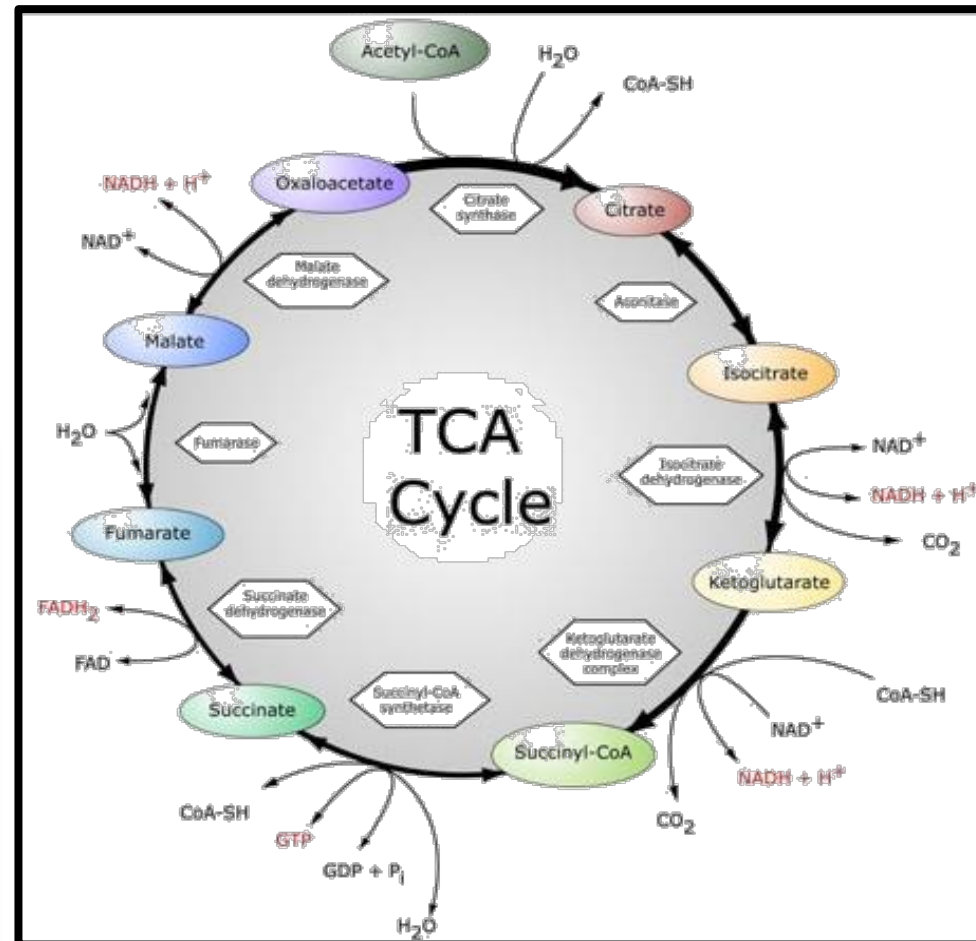 Acetyl-CoA
H₂O
CoA-SH
Oxaloacetate
Citrate
synthase
Citrate
NADH + H⁺
NAD⁺
Malate
dehydrogenase
Aconitase
Malate
Isocitrate
H₂O
Fumarase
TCA
Cycle
Isocitrate
dehydrogenase
NAD⁺
NADH + H⁺
CO₂
Fumarate
Ketoglutarate
FADH₂
FAD
Succinate
dehydrogenase
Ketoglutarate
dehydrogenase
complex
CoA-SH
NAD⁺
NADH + H⁺
CO₂
Succinate
Succinyl-CoA
synthetase
Succinyl-CoA
CoA-SH
GTP
GDP + Pᵢ
H₂O